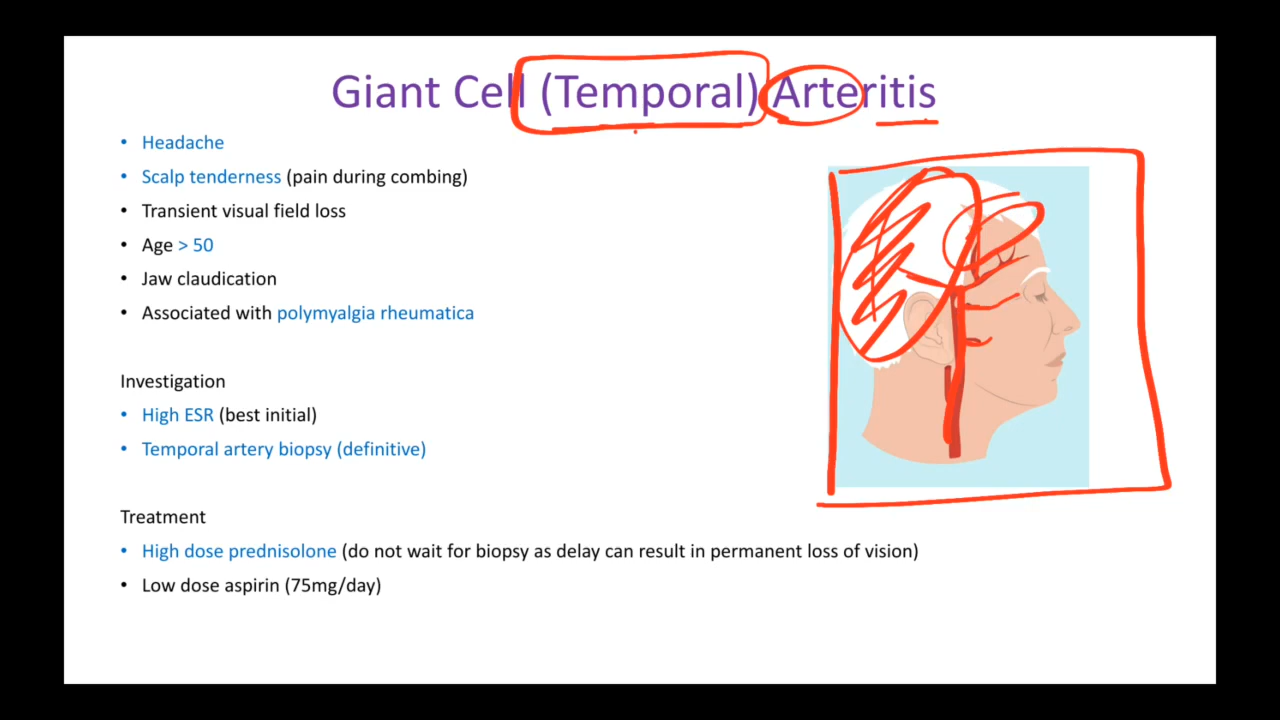 Giant Cell (Temporal) Arteritis
• Headache
• Scalp tenderness (pain during combing)
• Transient visual field loss
• Age > 50
• Jaw claudication
• Associated with polymyalgia rheumatica
Investigation
• High ESR (best initial)
• Temporal artery biopsy (definitive)
Treatment
• High dose prednisolone (do not wait for biopsy as delay can result in permanent loss of vision)
• Low dose aspirin (75mg/day)